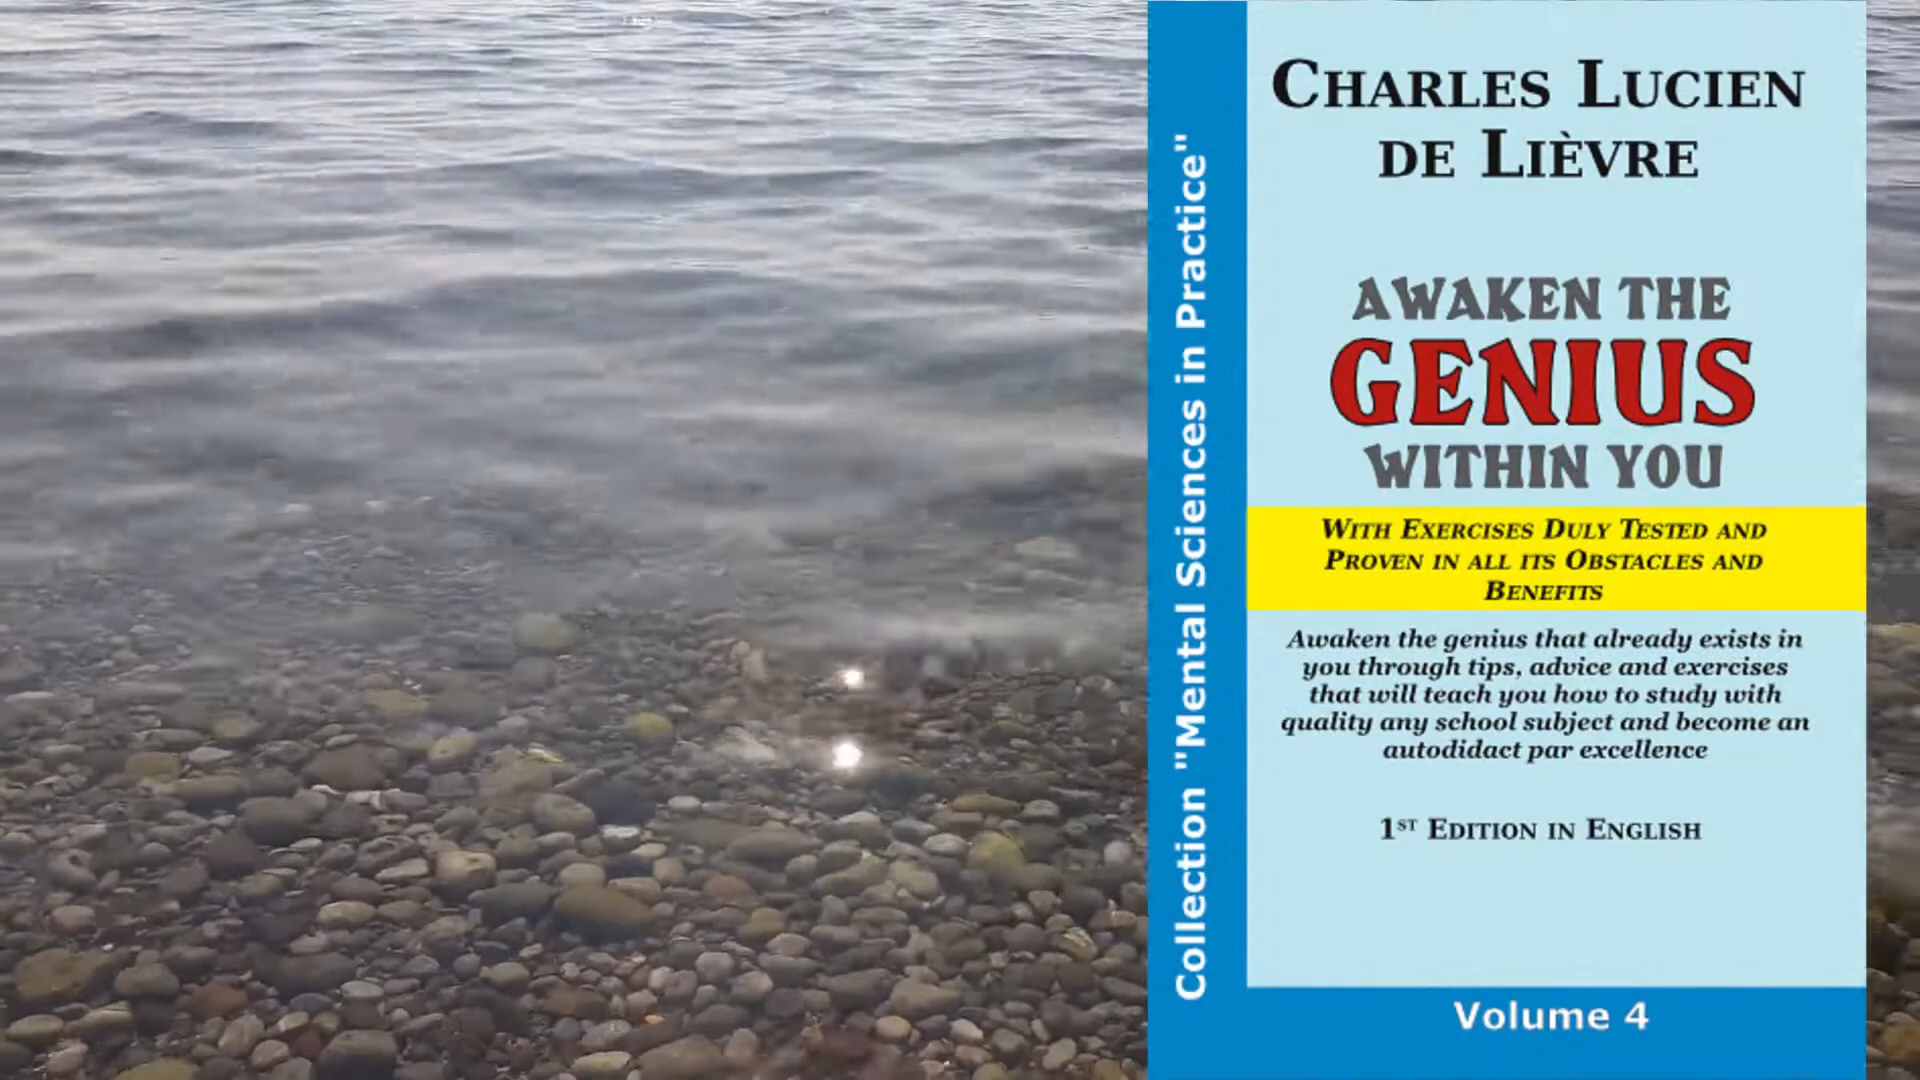 CHARLES LUCIEN
DE LIÈVRE
AWAKEN THE
GENIUS
WITHIN YOU
WITH EXERCISES DULY TESTED AND
PROVEN IN ALL ITS OBSTACLES AND
BENEFITS
Awaken the genius that already exists in
you through tips, advice and exercises
that will teach you how to study with
quality any school subject and become an
autodidact par excellence
1ST EDITION IN ENGLISH
Collection "Mental Sciences in Practice"
Volume 4